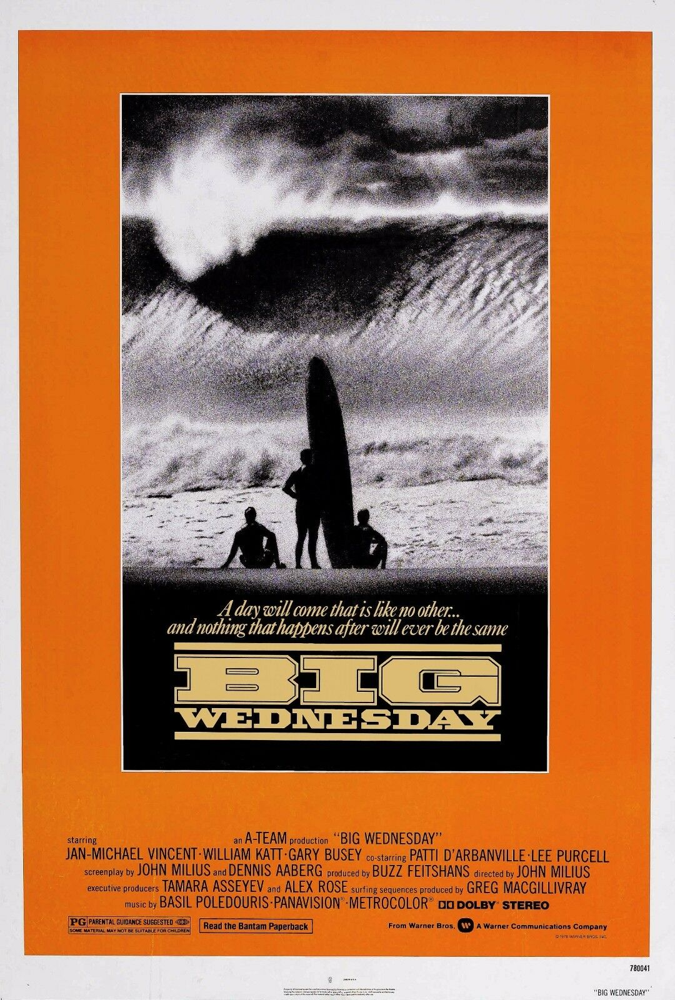 A day will come that is like no other...
and nothing that happens after will ever be the same
BIG
WEDNESDAY
starring an A-TEAM production "BIG WEDNESDAY"
JAN-MICHAEL VINCENT·WILLIAM KATT·GARY BUSEY co-starring PATTI D'ARBANVILLE·LEE PURCELL
screenplay by JOHN MILIUS and DENNIS AABERG produced by BUZZ FEITSHANS directed by JOHN MILIUS
executive producers TAMARA ASSEYEV and ALEX ROSE surfing sequences produced by GREG MACGILLIVRAY
music by BASIL POLEDOURIS·PANAVISION®·METROCOLOR® DOLBY STEREO
PG PARENTAL GUIDANCE SUGGESTED
SOME MATERIAL MAY NOT BE SUITABLE FOR CHILDREN
Read the Bantam Paperback
From Warner Bros. A Warner Communications Company
© 1978 WARNER BROS. INC.
780041
"BIG WEDNESDAY"